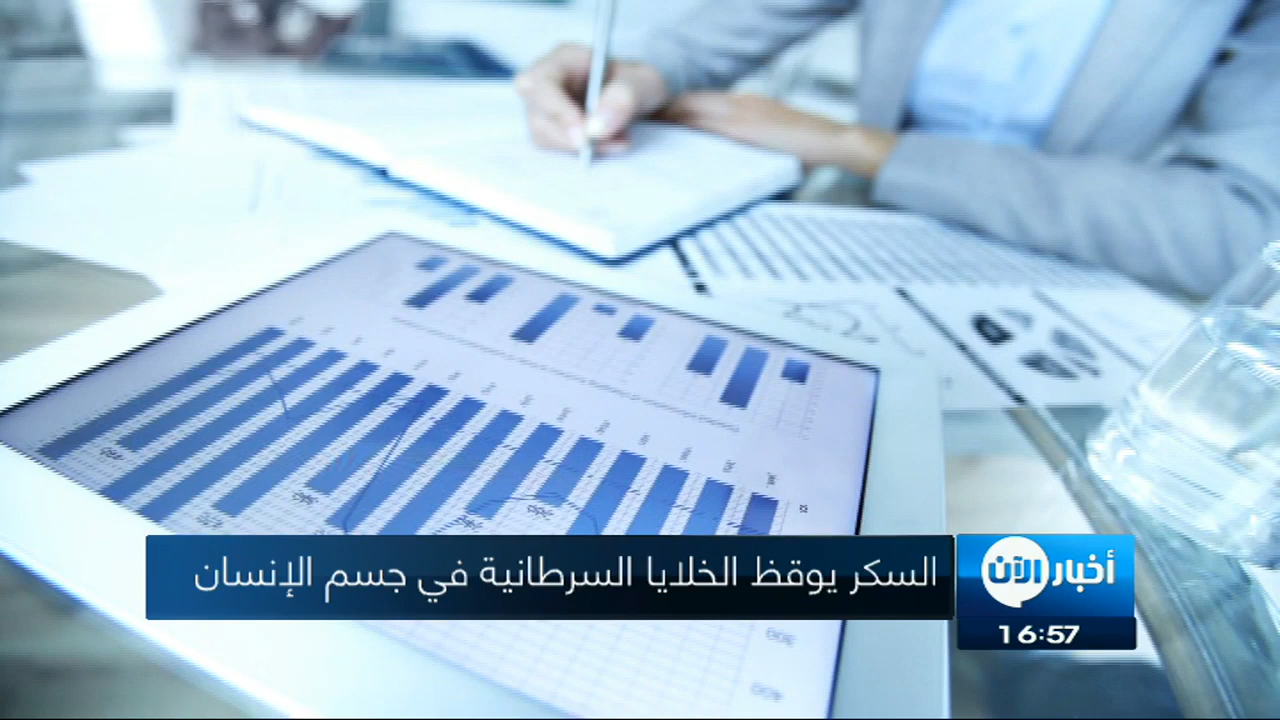 السكر يوقظ الخلايا السرطانية في جسم الإنسان
أخبار الآن
16:57